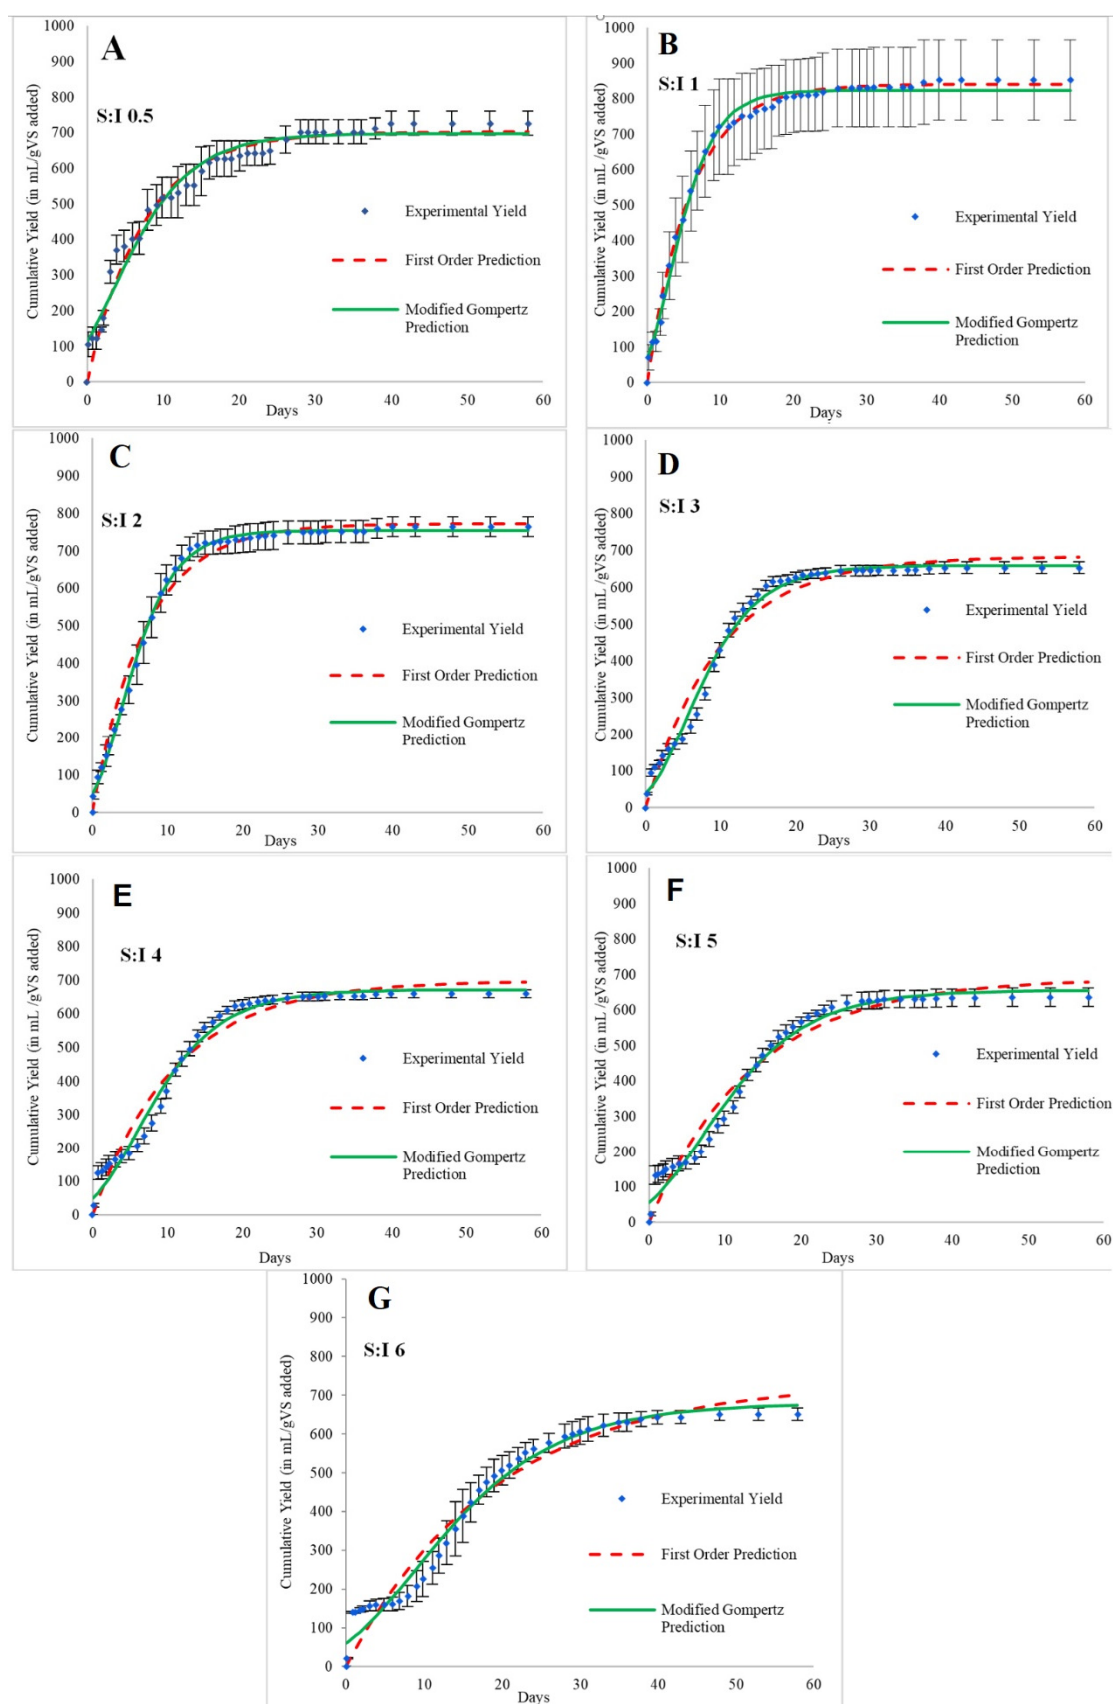 A
S:I 0.5
Cumulative Yield (in mL/gVS added)
1000
900
800
700
600
500
400
300
200
100
0
0 10 20 30 40 50 60
Days
Experimental Yield
First Order Prediction
Modified Gompertz
Prediction
B
S:I 1
Cumulative Yield (in mL /gVS added)
1000
900
800
700
600
500
400
300
200
100
0
0 10 20 30 40 50 60
Days
Experimental Yield
First Order Prediction
Modified Gompertz
Prediction
C
S:I 2
Cumulative Yield (in mL/gVS added)
1000
900
800
700
600
500
400
300
200
100
0
0 10 20 30 40 50 60
Days
Experimental Yield
First Order Prediction
Modified Gompertz
Prediction
D
S:I 3
Cumulative Yield (in mL /gVS added)
1000
900
800
700
600
500
400
300
200
100
0
0 10 20 30 40 50 60
Days
Experimental Yield
First Order Prediction
Modified Gompertz
Prediction
E
S:I 4
Cumulative Yield (in mL /gVS added)
1000
900
800
700
600
500
400
300
200
100
0
0 10 20 30 40 50 60
Days
Experimental Yield
First Order Prediction
Modified Gompertz
Prediction
F
S:I 5
Cumulative Yield (in mL /gVS added)
1000
900
800
700
600
500
400
300
200
100
0
0 10 20 30 40 50 60
Days
Experimental Yield
First Order Prediction
Modified Gompertz
Prediction
G
S:I 6
Cumulative Yield (in mL/gVS added)
1000
900
800
700
600
500
400
300
200
100
0
0 10 20 30 40 50 60
Days
Experimental Yield
First Order Prediction
Modified Gompertz
Prediction